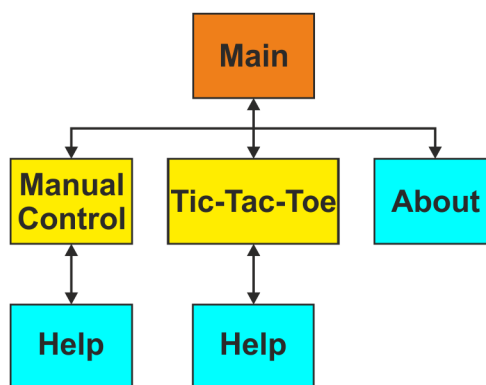 Main
Manual
Control
Tic-Tac-Toe
About
Help
Help